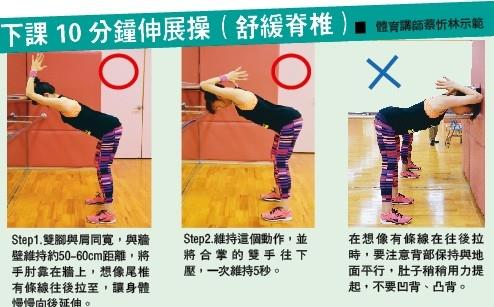 下課 10 分鐘伸展操（舒緩脊椎） ■ 體育講師蔡忻林示範
Step1.雙腳與肩同寬，與牆
壁維持約50~60cm距離，將
手肘靠在牆上，想像尾椎
有條線往後拉至，讓身體
慢慢向後延伸。
Step2.維持這個動作，並
將合掌的雙手往下
壓，一次維持5秒。
在想像有條線在往後拉
時，要注意背部保持與地
面平行，肚子稍稍用力提
起，不要凹背、凸背。